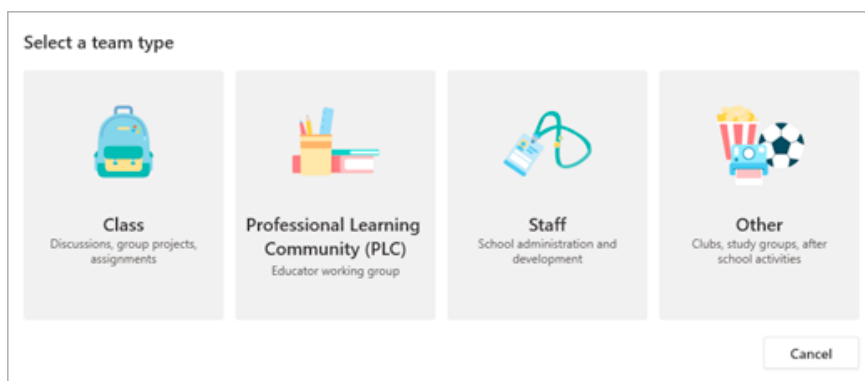 Select a team type
Class
Discussions, group projects,
assignments
Professional Learning
Community (PLC)
Educator working group
Staff
School administration and
development
Other
Clubs, study groups, after
school activities
Cancel